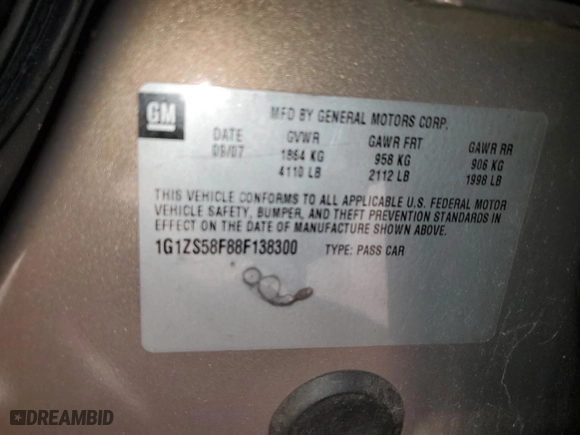 GM
MFD BY GENERAL MOTORS CORP.
DATE GVWR GAWR FRT GAWR RR
09/07 1864 KG 958 KG 906 KG
4110 LB 2112 LB 1998 LB
THIS VEHICLE CONFORMS TO ALL APPLICABLE U.S. FEDERAL MOTOR
VEHICLE SAFETY, BUMPER, AND THEFT PREVENTION STANDARDS IN
EFFECT ON THE DATE OF MANUFACTURE SHOWN ABOVE.
1G1ZS58F88F138300 TYPE: PASS CAR
DREAMBID